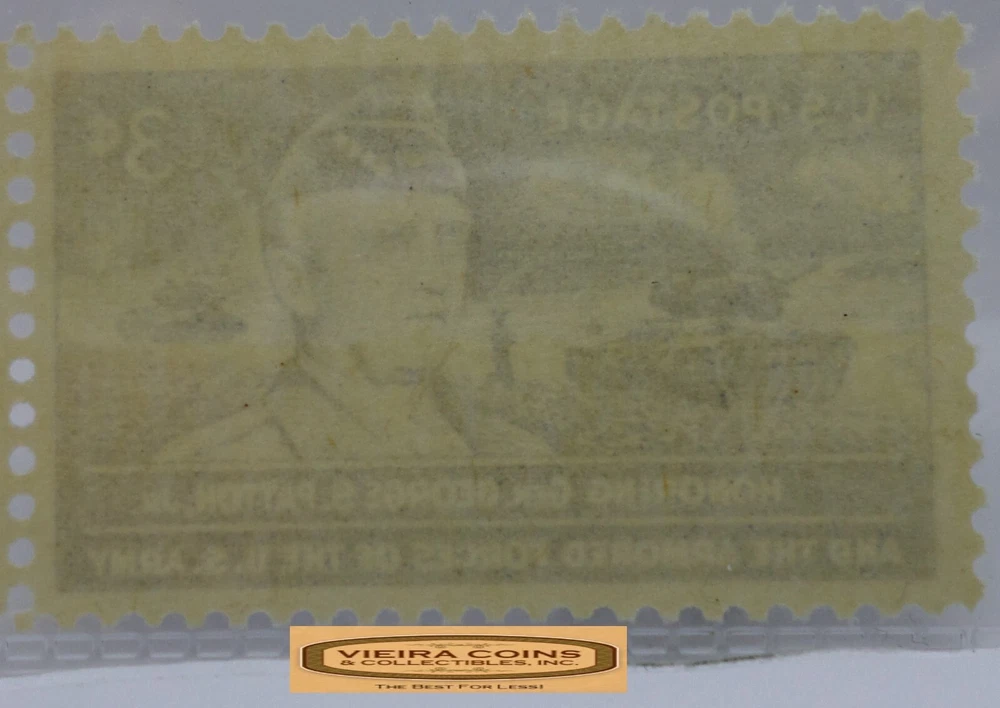 U.S. POSTAGE
3¢
HONORING GEN. GEORGE S. PATTON, JR.
AND THE ARMORED FORCES OF THE U.S. ARMY
VIEIRA COINS
& COLLECTIBLES, INC.
THE BEST FOR LESS!